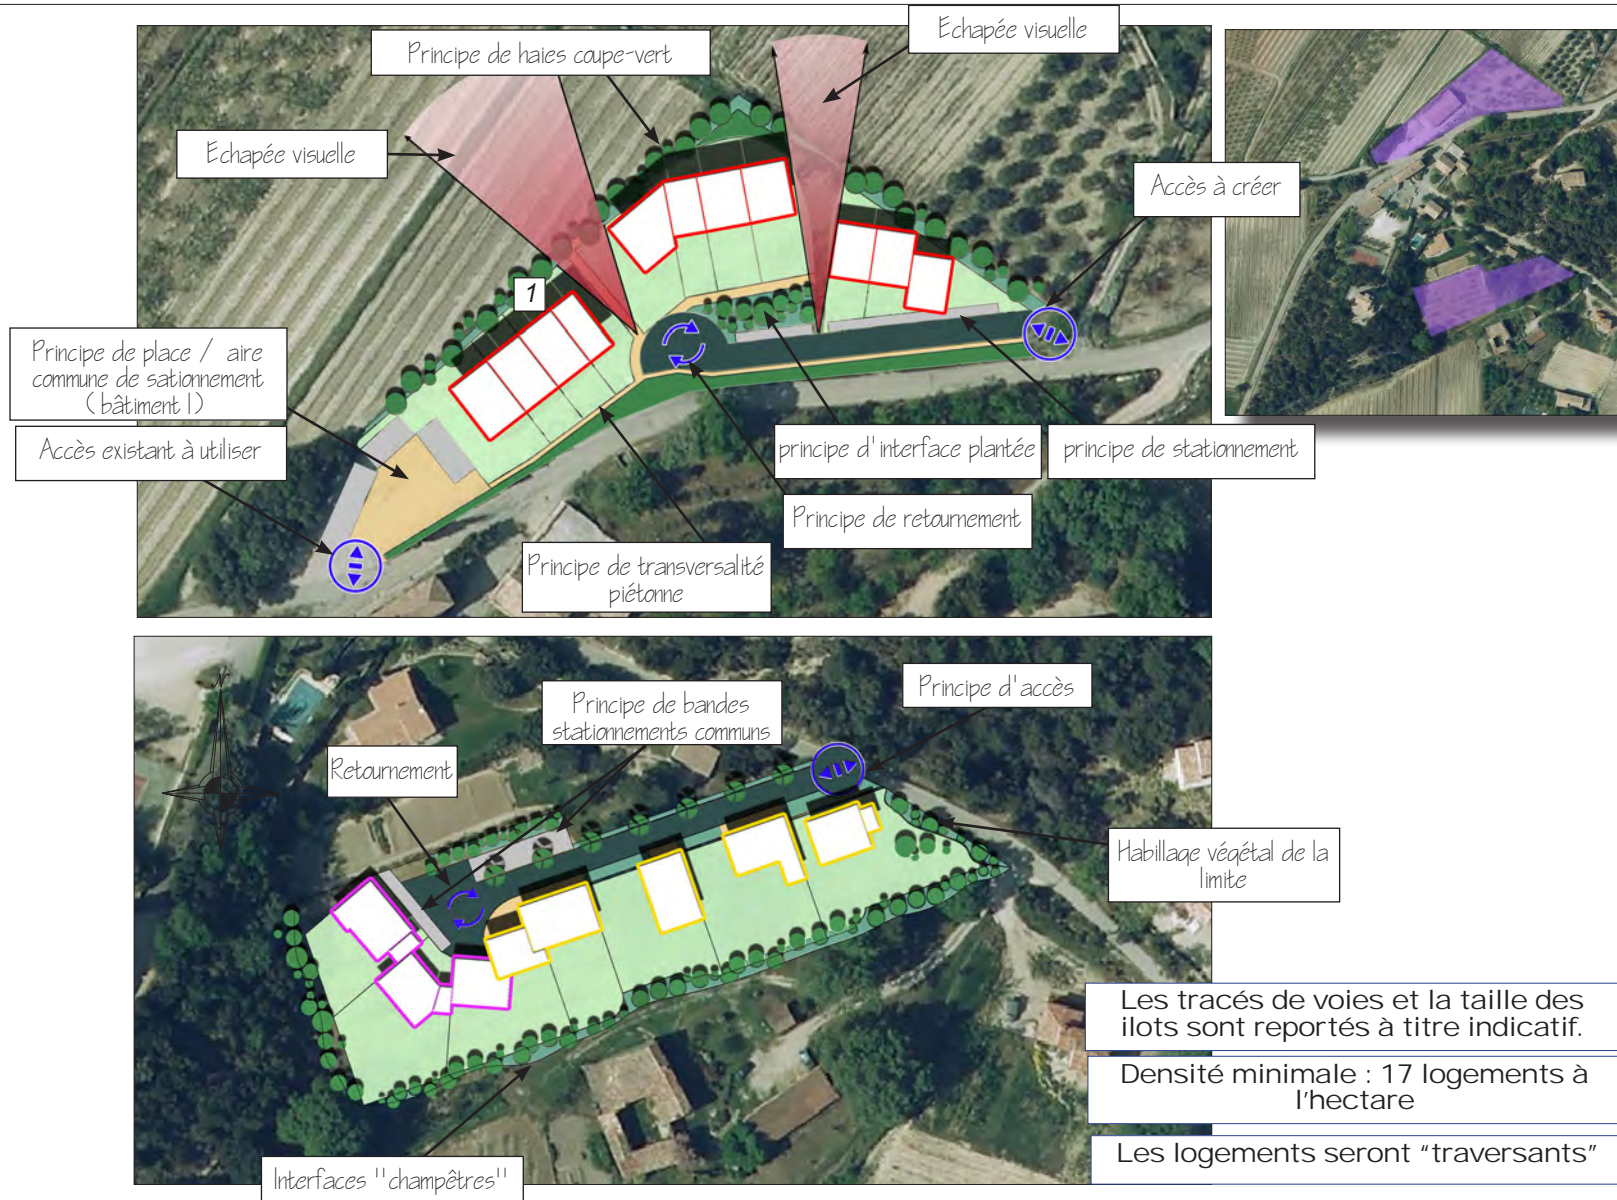 Echapée visuelle
Principe de haies coupe-vert
Echapée visuelle
Accès à créer
1
Principe de place / aire
commune de sationnement
(bâtiment 1)
Accès existant à utiliser
principe d'interface plantée
principe de stationnement
Principe de retournement
Principe de transversalité
piétonne
N
Principe d'accès
Principe de bandes
stationnements communs
Retournement
Habillage végétal de la
limite
Les tracés de voies et la taille des
ilots sont reportés à titre indicatif.
Densité minimale : 17 logements à
l'hectare
Les logements seront “traversants”
Interfaces ''champêtres''